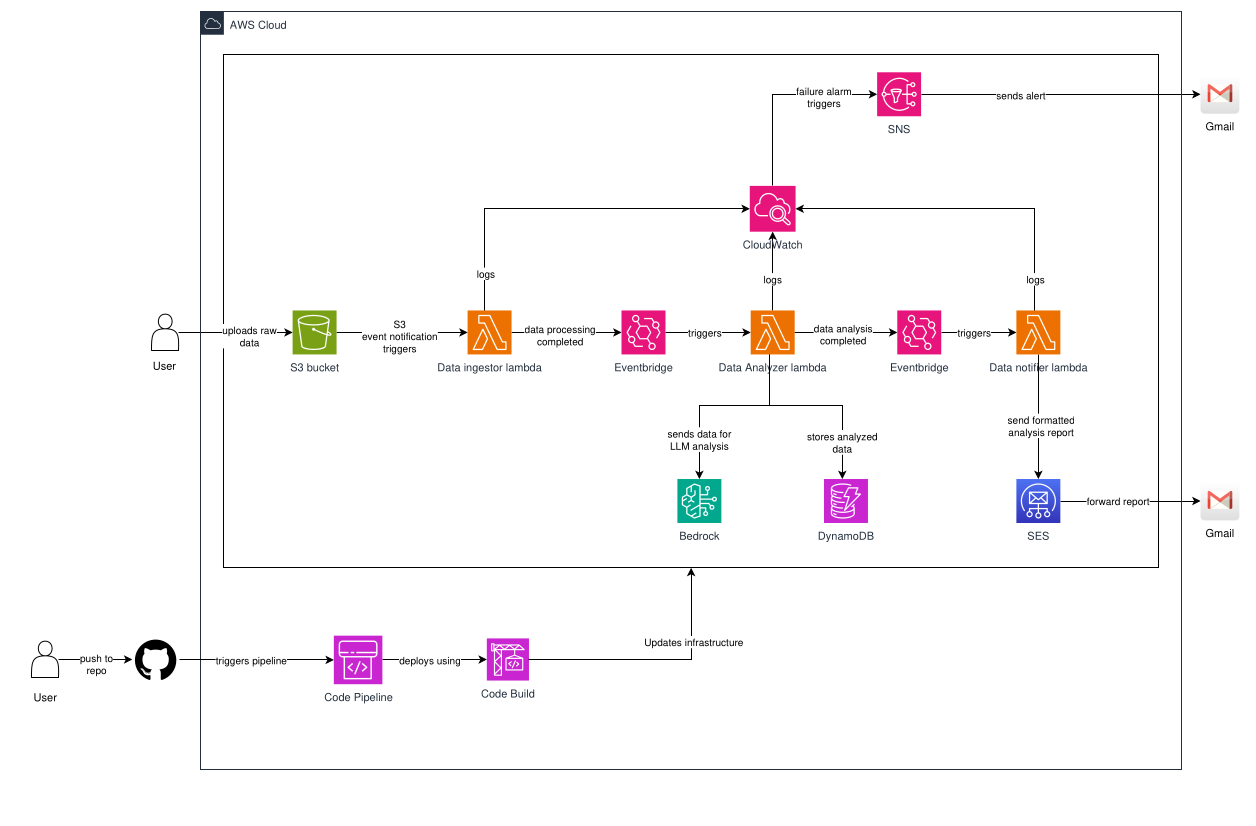 AWS Cloud
failure alarm
triggers
sends alert
SNS
Gmail
CloudWatch
logs
logs
logs
uploads raw
data
S3
event notification
triggers
data processing
completed
triggers
data analysis
completed
triggers
User
S3 bucket
Data ingestor lambda
Eventbridge
Data Analyzer lambda
Eventbridge
Data notifier lambda
sends data for
LLM analysis
stores analyzed
data
send formatted
analysis report
forward report
Bedrock
DynamoDB
SES
Gmail
Updates infrastructure
push to
repo
triggers pipeline
deploys using
User
Code Pipeline
Code Build